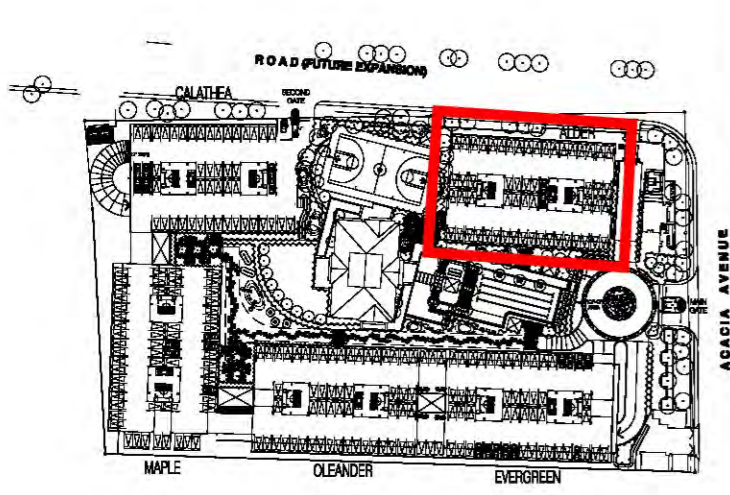 ROAD (FUTURE EXPANSION)
CALATHEA
SECOND
GATE
ALDER
MAIN
GATE
ACACIA AVENUE
MAPLE
OLEANDER
EVERGREEN